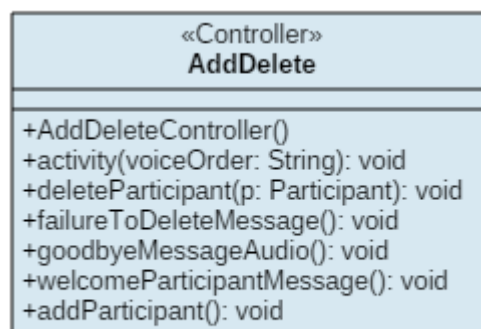 «Controller»
AddDelete
+AddDeleteController()
+activity(voiceOrder: String): void
+deleteParticipant(p: Participant): void
+failureToDeleteMessage(): void
+goodbyeMessageAudio(): void
+welcomeParticipantMessage(): void
+addParticipant(): void